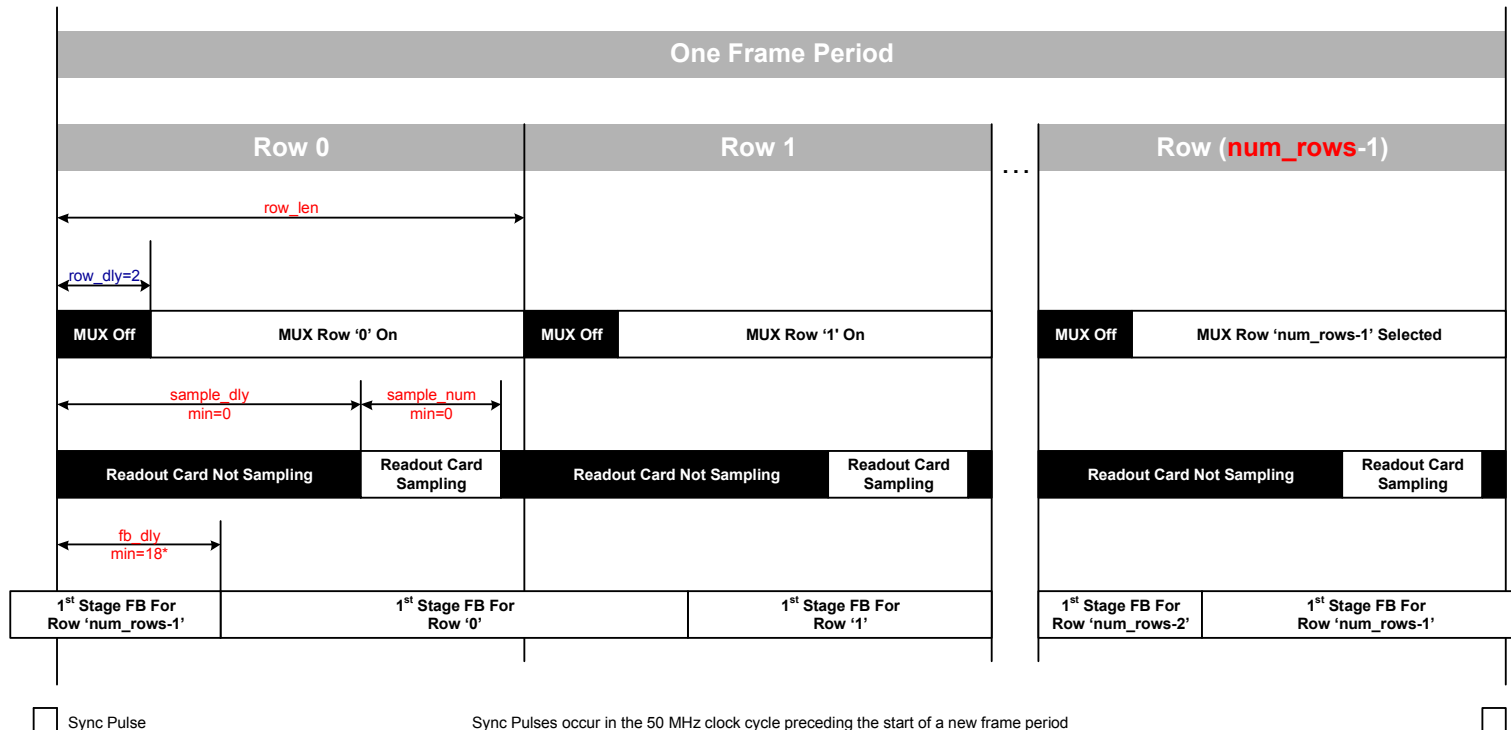 One Frame Period
Row 0
Row 1
Row (num_rows-1)
...
row_len
row_dly=2
MUX Off
MUX Row ‘0’ On
MUX Off
MUX Row ‘1' On
MUX Off
MUX Row ‘num_rows-1’ Selected
sample_dly
min=0
sample_num
min=0
Readout Card Not Sampling
Readout Card
Sampling
Readout Card Not Sampling
Readout Card
Sampling
Readout Card Not Sampling
Readout Card
Sampling
fb_dly
min=18*
1st Stage FB For
Row ‘num_rows-1’
1st Stage FB For
Row ‘0’
1st Stage FB For
Row ‘1’
1st Stage FB For
Row ‘num_rows-2’
1st Stage FB For
Row ‘num_rows-1’
Sync Pulse
Sync Pulses occur in the 50 MHz clock cycle preceding the start of a new frame period